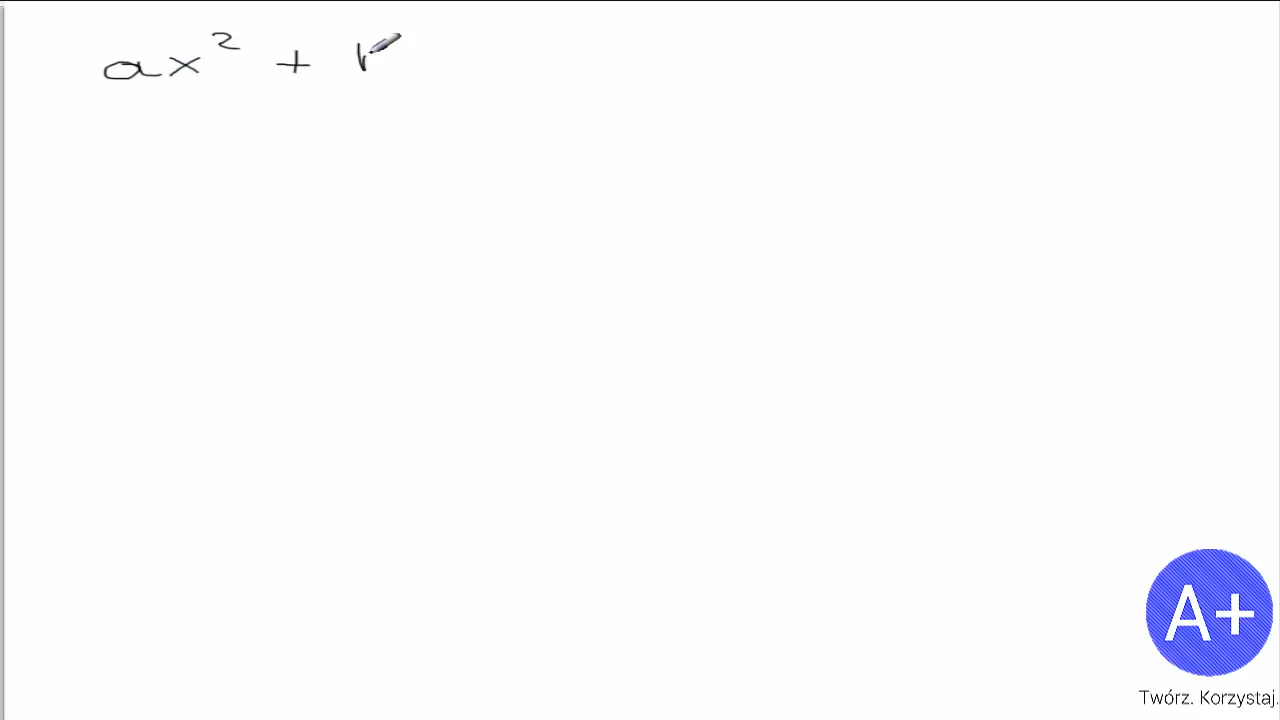 ax² +
A+
Twórz. Korzystaj.